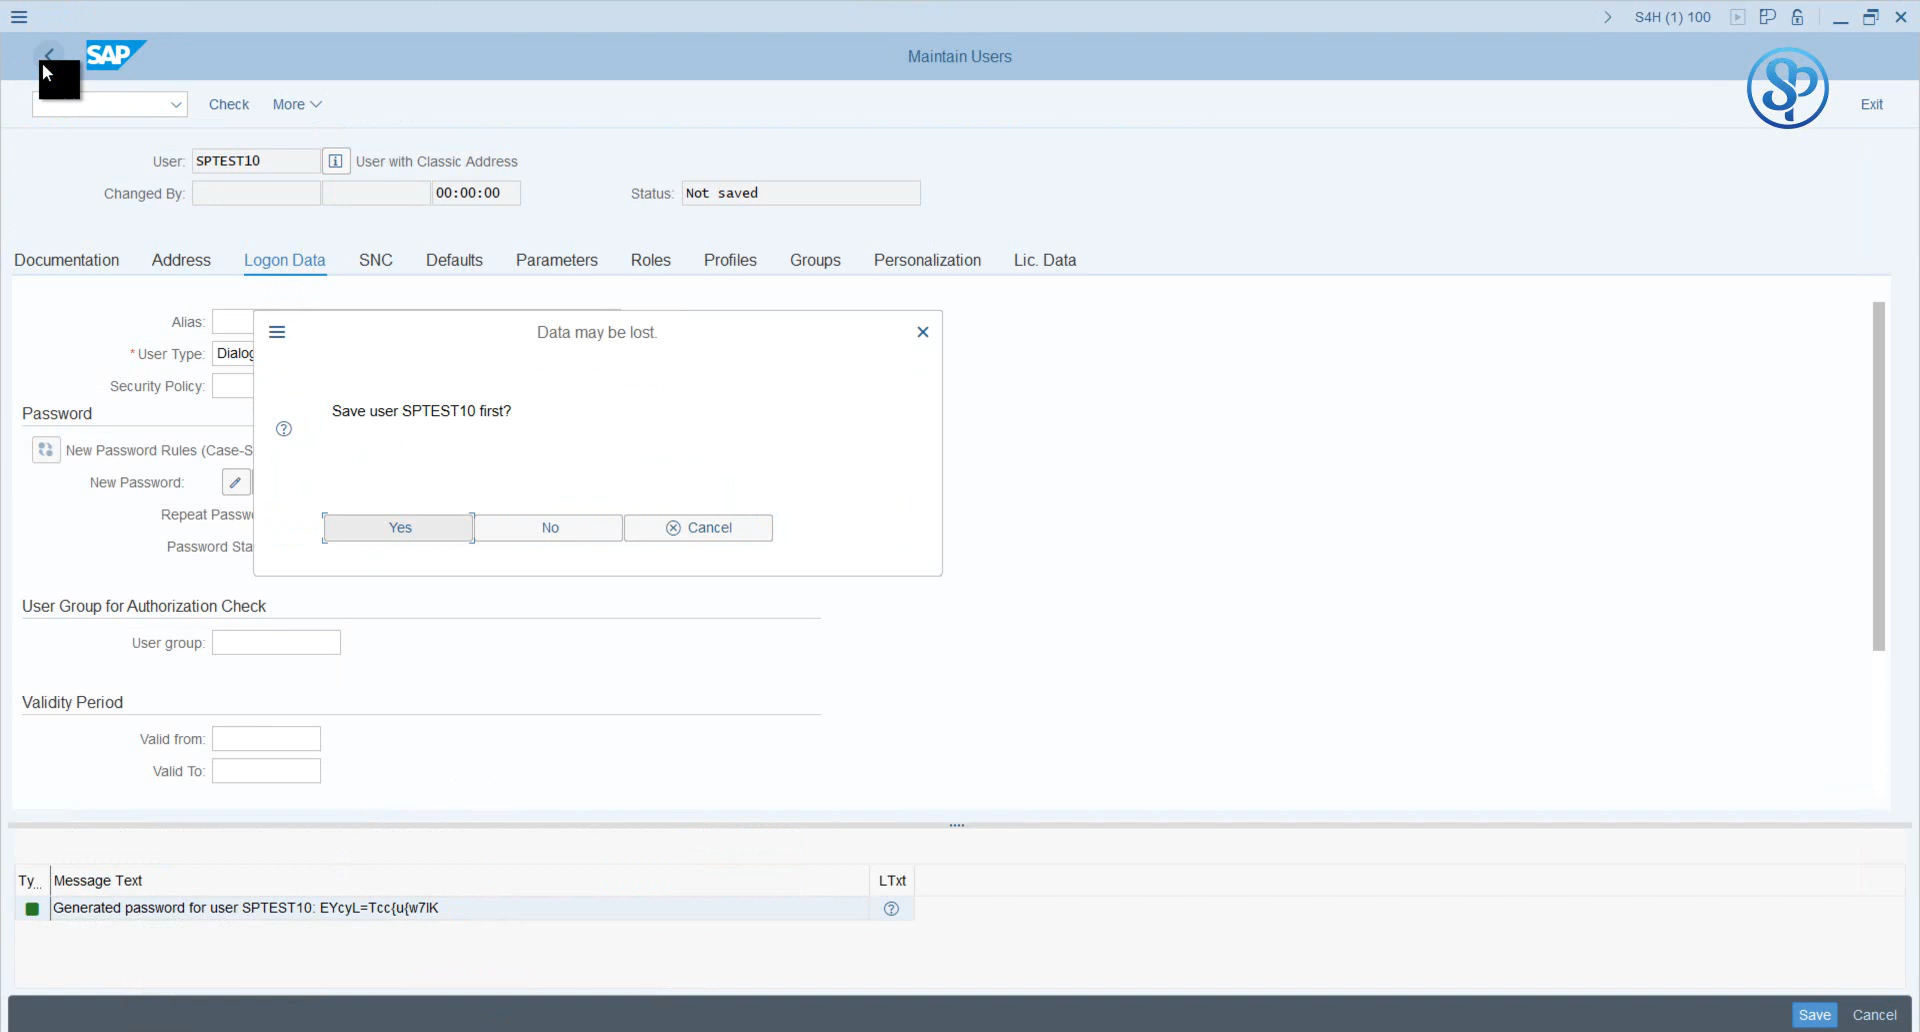 S4H (1) 100
SAP
Maintain Users
SP
Check More Exit
User: SPTEST10 User with Classic Address
Changed By: 00:00:00 Status: Not saved
Documentation Address Logon Data SNC Defaults Parameters Roles Profiles Groups Personalization Lic. Data
Alias:
* User Type: Dialog
Security Policy:
Password
New Password Rules (Case-S
New Password:
Repeat Passw
Password Sta
Data may be lost.
Save user SPTEST10 first?
Yes No Cancel
User Group for Authorization Check
User group:
Validity Period
Valid from:
Valid To:
Ty... Message Text LTxt
Generated password for user SPTEST10: EYcyL=Tcc{u{w7IK
Save Cancel